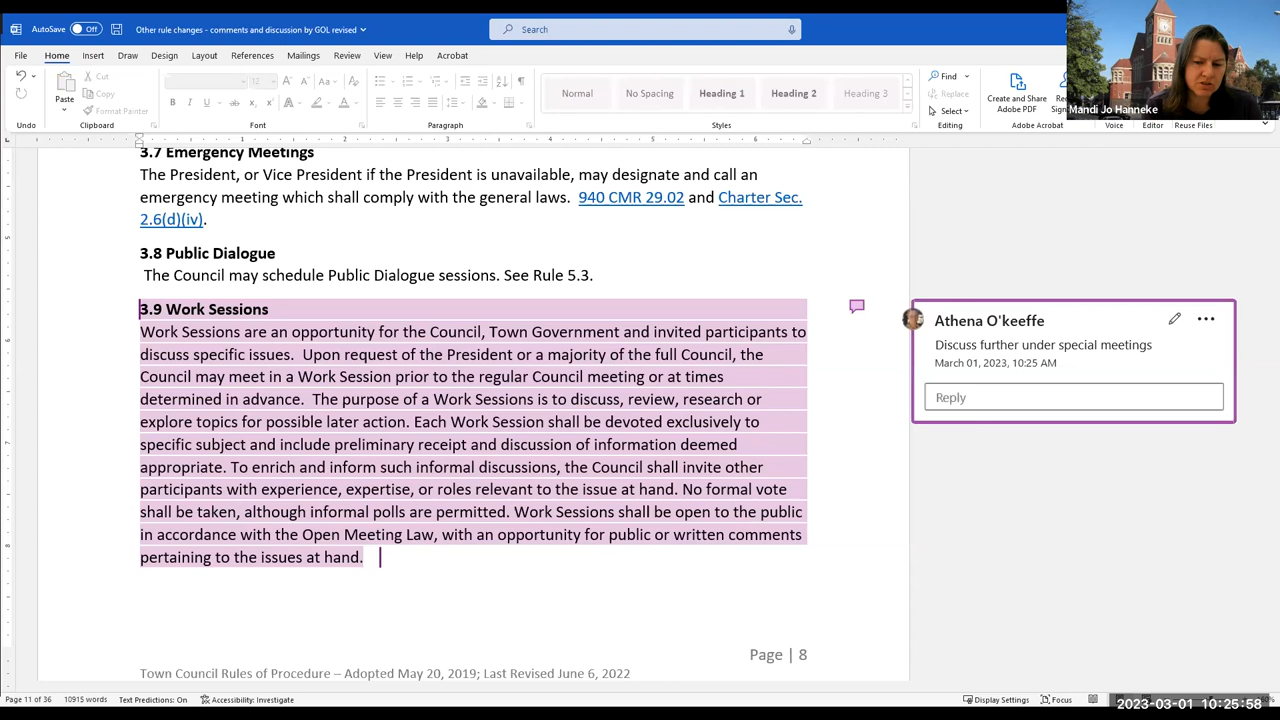 AutoSave Off Other rule changes - comments and discussion by GOL revised Search
File Home Insert Draw Design Layout References Mailings Review View Help Acrobat
Undo
Paste
Cut
Copy
Format Painter
Clipboard
12
Font
Paragraph
Normal No Spacing Heading 1 Heading 2 Heading 3
Styles
Find
Replace
Select
Editing
Create and Share
Adobe PDF
Adobe Acrobat
Voice
Editor
Reuse Files
Mandi Jo Hanneke
3.7 Emergency Meetings
The President, or Vice President if the President is unavailable, may designate and call an
emergency meeting which shall comply with the general laws. 940 CMR 29.02 and Charter Sec.
2.6(d)(iv).
3.8 Public Dialogue
The Council may schedule Public Dialogue sessions. See Rule 5.3.
3.9 Work Sessions
Work Sessions are an opportunity for the Council, Town Government and invited participants to
discuss specific issues. Upon request of the President or a majority of the full Council, the
Council may meet in a Work Session prior to the regular Council meeting or at times
determined in advance. The purpose of a Work Sessions is to discuss, review, research or
explore topics for possible later action. Each Work Session shall be devoted exclusively to
specific subject and include preliminary receipt and discussion of information deemed
appropriate. To enrich and inform such informal discussions, the Council shall invite other
participants with experience, expertise, or roles relevant to the issue at hand. No formal vote
shall be taken, although informal polls are permitted. Work Sessions shall be open to the public
in accordance with the Open Meeting Law, with an opportunity for public or written comments
pertaining to the issues at hand.
Athena O'keeffe
Discuss further under special meetings
March 01, 2023, 10:25 AM
Reply
Page | 8
Town Council Rules of Procedure – Adopted May 20, 2019; Last Revised June 6, 2022
Page 11 of 36 10915 words Text Predictions: On Accessibility: Investigate Display Settings Focus
2023-03-01 10:25:58